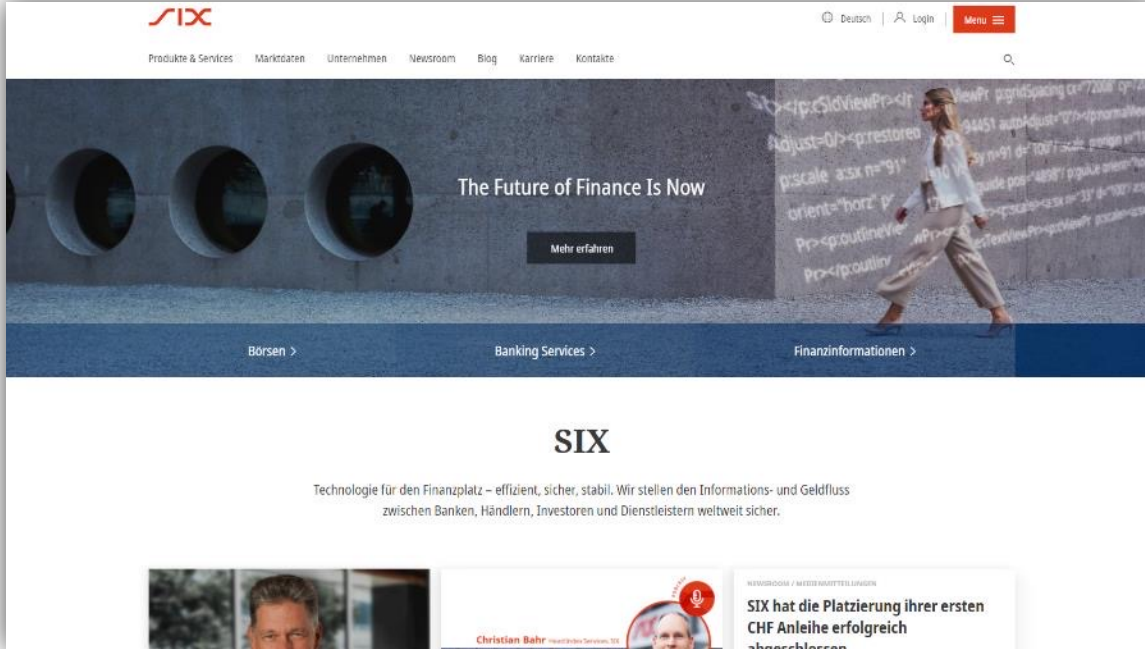 SIX
Deutsch
Login
Menu
Produkte & Services
Marktdaten
Unternehmen
Newsroom
Blog
Karriere
Kontakte
The Future of Finance Is Now
Mehr erfahren
Börsen >
Banking Services >
Finanzinformationen >
SIX
Technologie für den Finanzplatz – effizient, sicher, stabil. Wir stellen den Informations- und Geldfluss
zwischen Banken, Händlern, Investoren und Dienstleistern weltweit sicher.
Christian Bahr
NEWSROOM / MEDIENMITTEILUNGEN
SIX hat die Platzierung ihrer ersten
CHF Anleihe erfolgreich
abgeschlossen